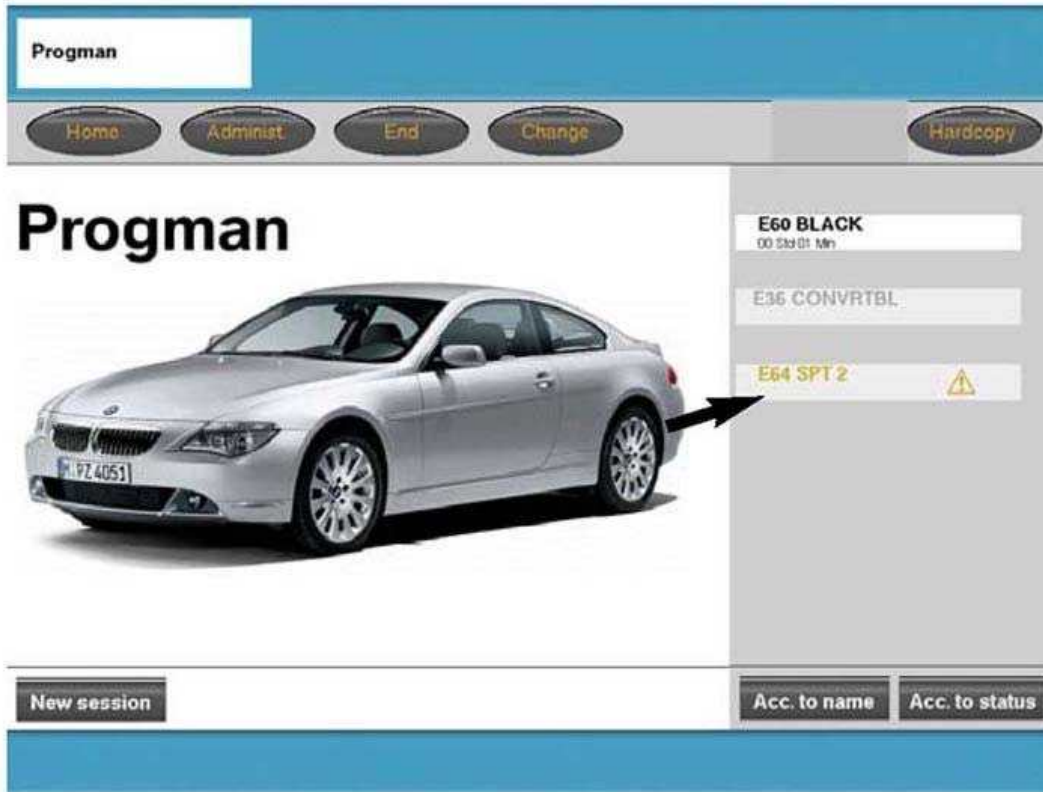 Progman
Home
Administ.
End
Change
Hardcopy
Progman
E60 BLACK
00 Std 01 Min
E36 CONVRTBL
E64 SPT 2
M PZ 4051
New session
Acc. to name
Acc. to status